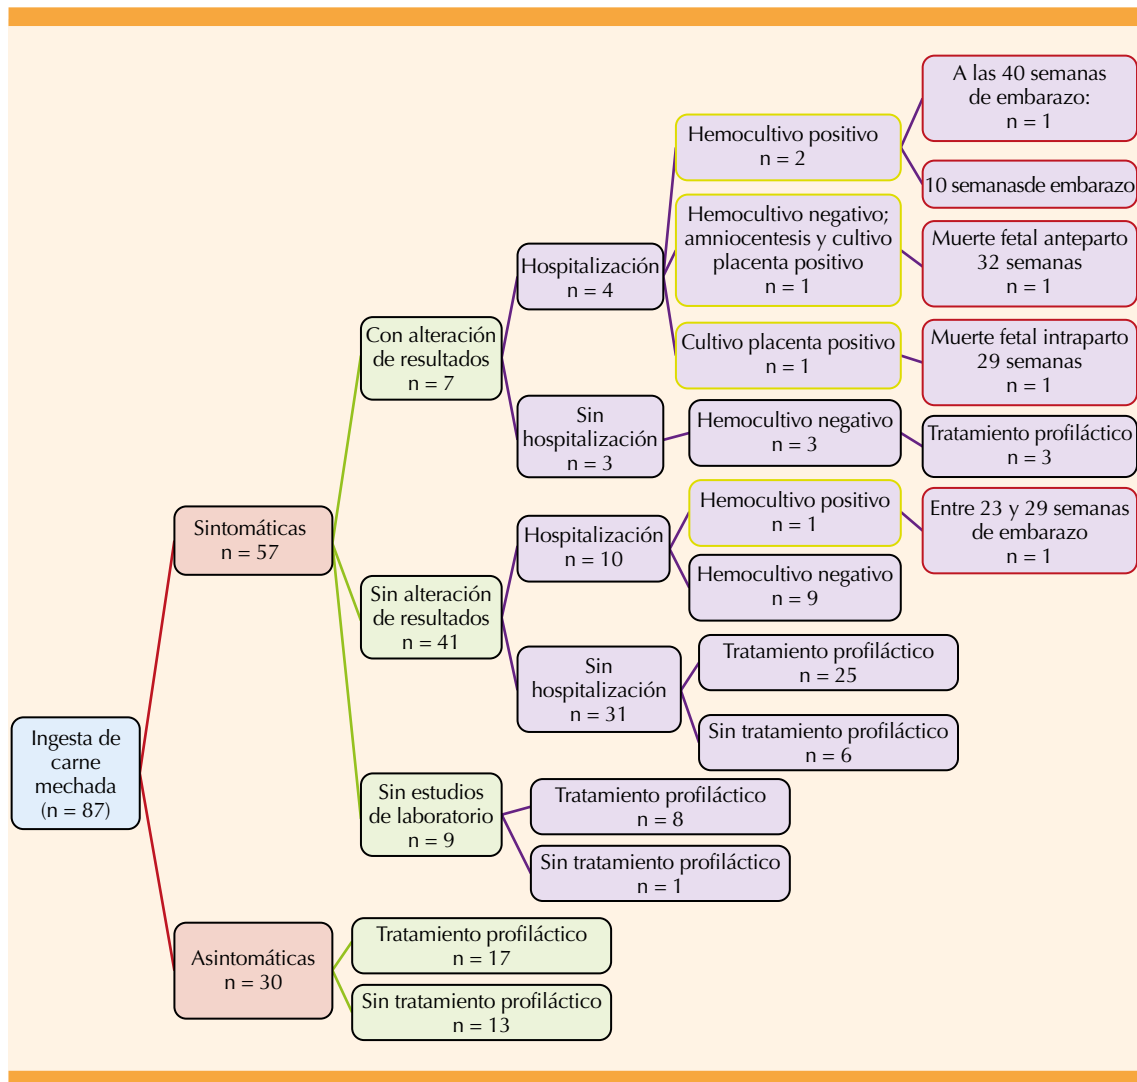 A las 40 semanas
de embarazo:
n = 1
Hemocultivo positivo
n = 2
10 semanasde embarazo
Hemocultivo negativo;
amniocentesis y cultivo
placenta positivo
n = 1
Muerte fetal anteparto
32 semanas
n = 1
Hospitalización
n = 4
Con alteración
de resultados
n = 7
Cultivo placenta positivo
n = 1
Muerte fetal intraparto
29 semanas
n = 1
Sin
hospitalización
n = 3
Hemocultivo negativo
n = 3
Tratamiento profiláctico
n = 3
Sintomáticas
n = 57
Hospitalización
n = 10
Hemocultivo positivo
n = 1
Entre 23 y 29 semanas
de embarazo
n = 1
Hemocultivo negativo
n = 9
Sin alteración
de resultados
n = 41
Sin
hospitalización
n = 31
Tratamiento profiláctico
n = 25
Sin tratamiento profiláctico
n = 6
Ingesta de
carne
mechada
(n = 87)
Sin estudios
de laboratorio
n = 9
Tratamiento profiláctico
n = 8
Sin tratamiento profiláctico
n = 1
Asintomáticas
n = 30
Tratamiento profiláctico
n = 17
Sin tratamiento profiláctico
n = 13